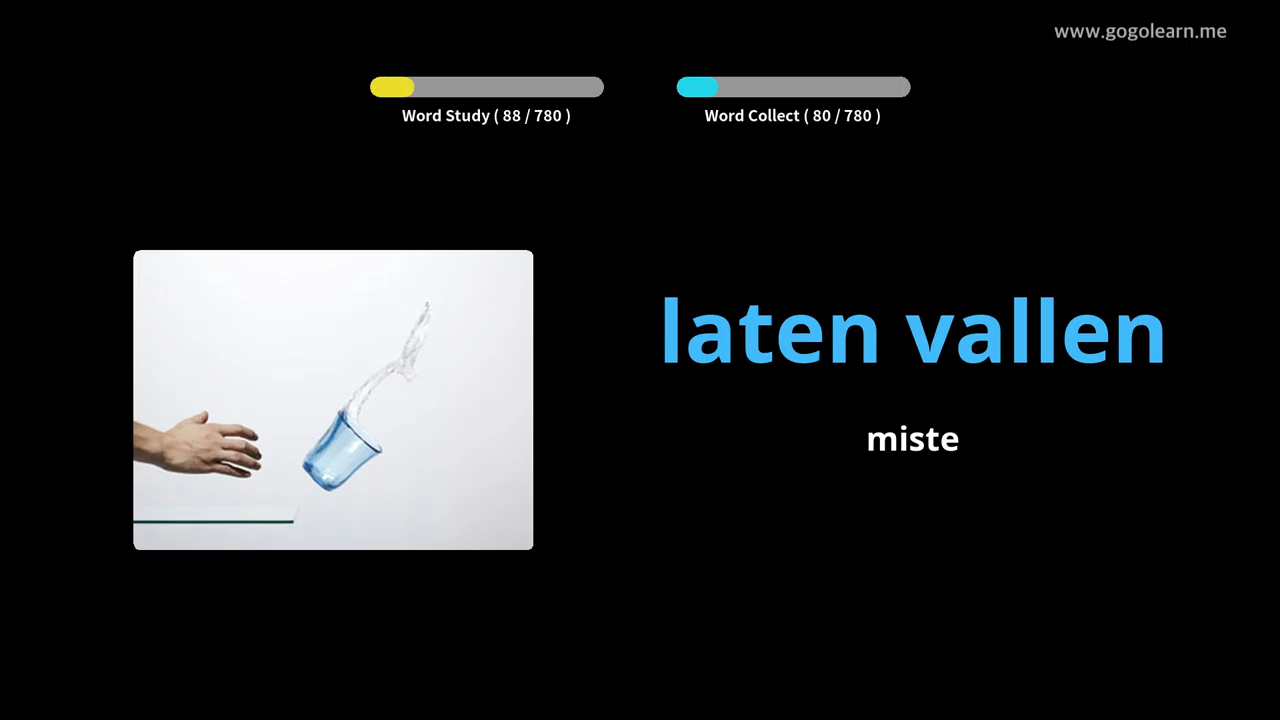 www.gogolearn.me
Word Study ( 88 / 780 )
Word Collect ( 80 / 780 )
laten vallen
miste